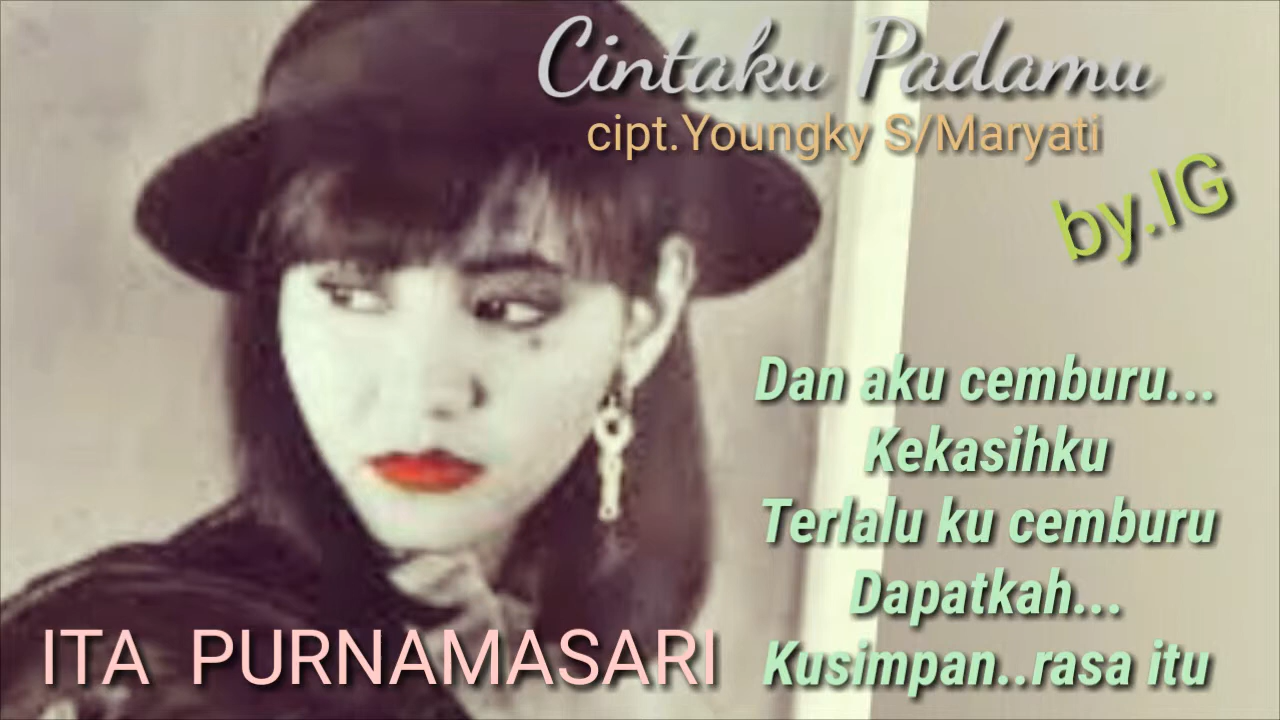 Cintaku Padamu
cipt.Youngky S/Maryati
by.IG
Dan aku cemburu...
Kekasihku
Terlalu ku cemburu
Dapatkah...
Kusimpan..rasa itu
ITA PURNAMASARI